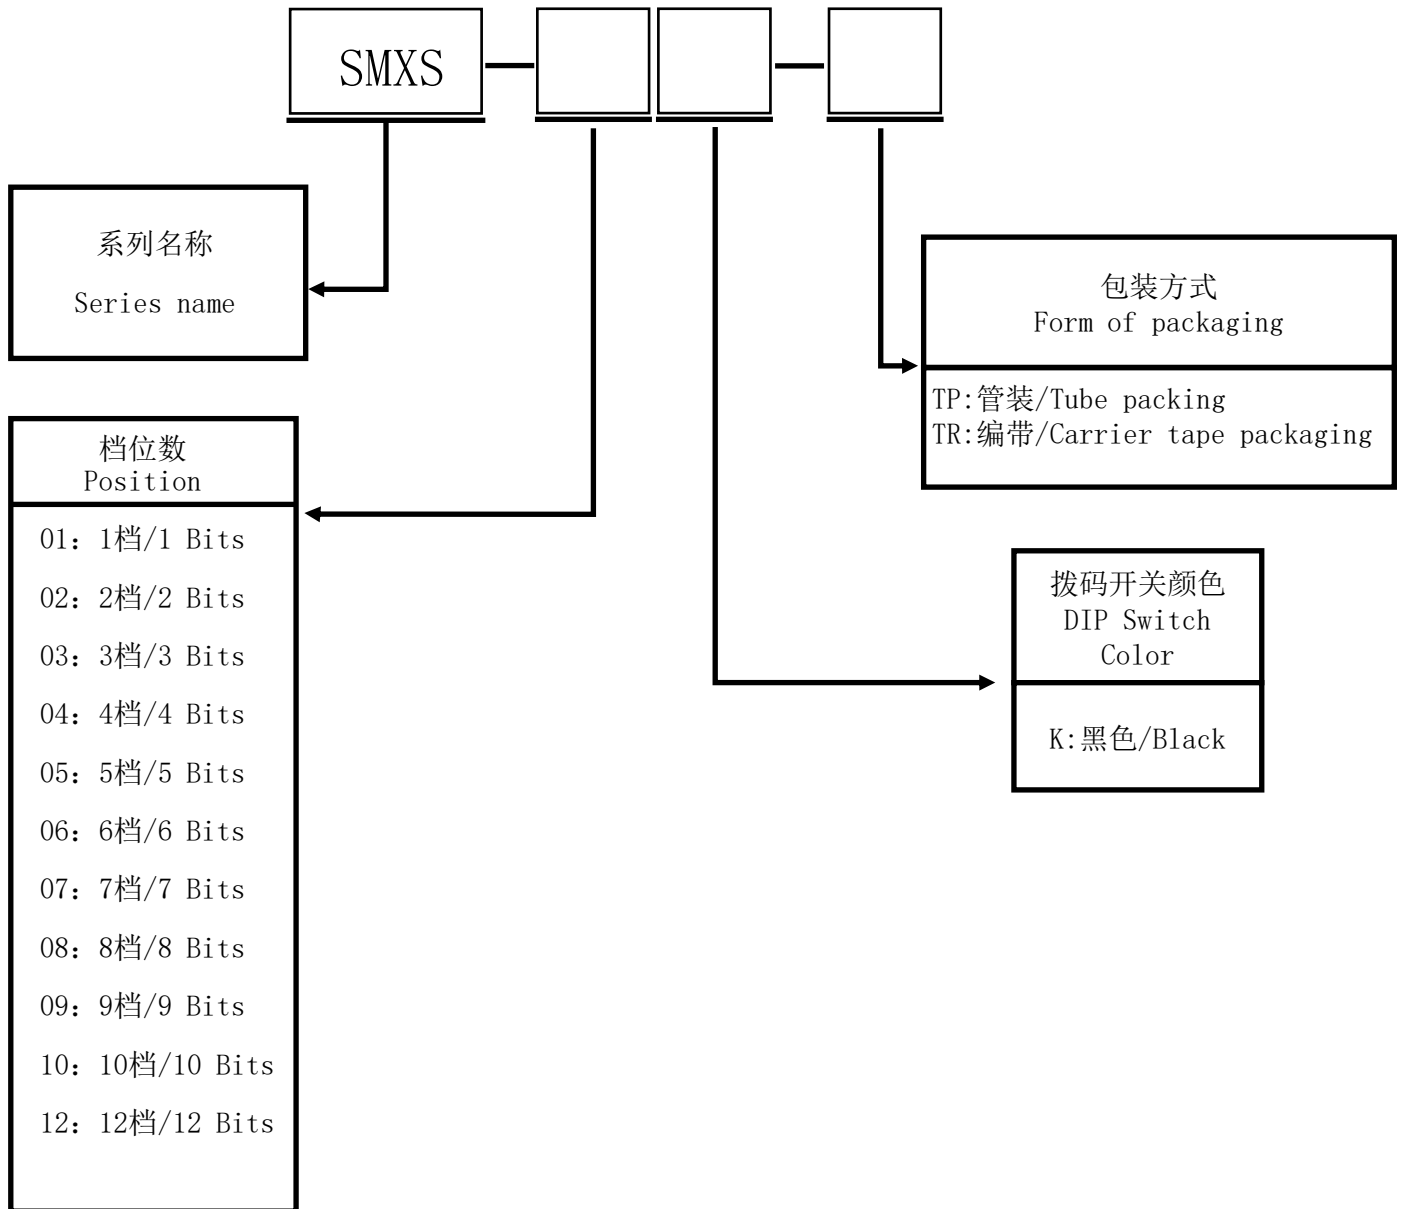 SMXS
系列名称
Series name
包装方式
Form of packaging
TP:管装/Tube packing
TR:编带/Carrier tape packaging
档位数
Position
01：1档/1 Bits
02：2档/2 Bits
03：3档/3 Bits
04：4档/4 Bits
05：5档/5 Bits
06：6档/6 Bits
07：7档/7 Bits
08：8档/8 Bits
09：9档/9 Bits
10：10档/10 Bits
12：12档/12 Bits
拨码开关颜色
DIP Switch
Color
K:黑色/Black